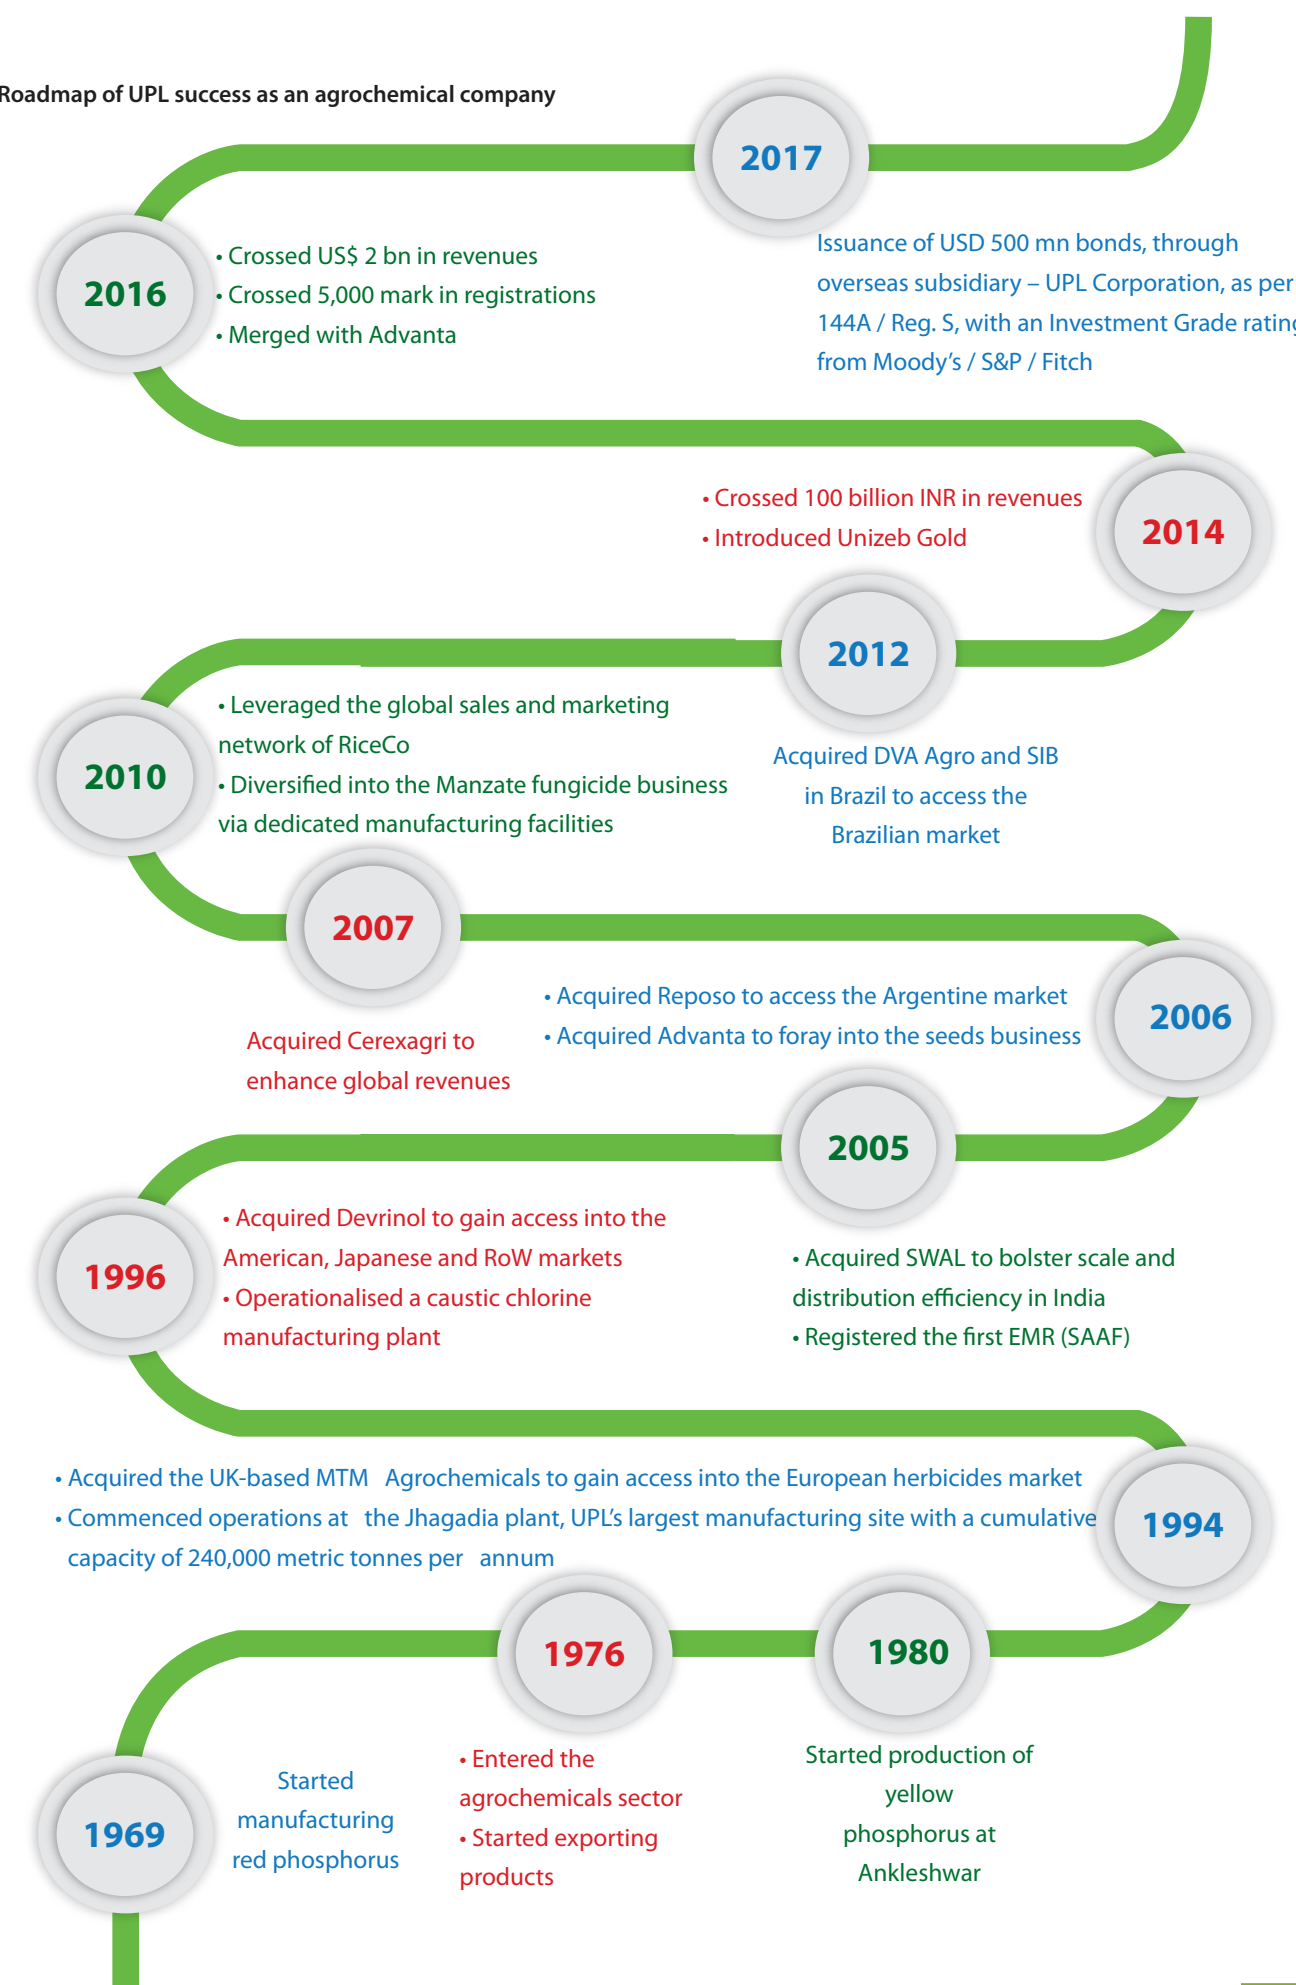 Roadmap of UPL success as an agrochemical company
2017
Issuance of USD 500 mn bonds, through
overseas subsidiary – UPL Corporation, as per
144A / Reg. S, with an Investment Grade rating
from Moody's / S&P / Fitch
2016
• Crossed US$ 2 bn in revenues
• Crossed 5,000 mark in registrations
• Merged with Advanta
• Crossed 100 billion INR in revenues
• Introduced Unizeb Gold
2014
2012
Acquired DVA Agro and SIB
in Brazil to access the
Brazilian market
2010
• Leveraged the global sales and marketing
network of RiceCo
• Diversified into the Manzate fungicide business
via dedicated manufacturing facilities
2007
Acquired Cerexagri to
enhance global revenues
• Acquired Reposo to access the Argentine market
• Acquired Advanta to foray into the seeds business
2006
2005
• Acquired SWAL to bolster scale and
distribution efficiency in India
• Registered the first EMR (SAAF)
1996
• Acquired Devrinol to gain access into the
American, Japanese and RoW markets
• Operationalised a caustic chlorine
manufacturing plant
• Acquired the UK-based MTM Agrochemicals to gain access into the European herbicides market
• Commenced operations at the Jhagadia plant, UPL's largest manufacturing site with a cumulative
capacity of 240,000 metric tonnes per annum
1994
1976
• Entered the
agrochemicals sector
• Started exporting
products
1980
Started production of
yellow
phosphorus at
Ankleshwar
1969
Started
manufacturing
red phosphorus